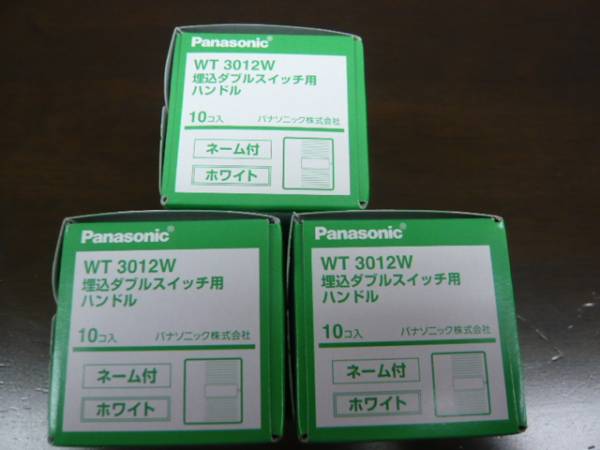 Panasonic®
WT 3012W
埋込ダブルスイッチ用
ハンドル
10コ入 パナソニック株式会社
ネーム付
ホワイト
Panasonic®
WT 3012W
埋込ダブルスイッチ用
ハンドル
10コ入 パナソニック株式会社
ネーム付
ホワイト
Panasonic®
WT 3012W
埋込ダブルスイッチ用
ハンドル
10コ入 パナソニック株式会社
ネーム付
ホワイト